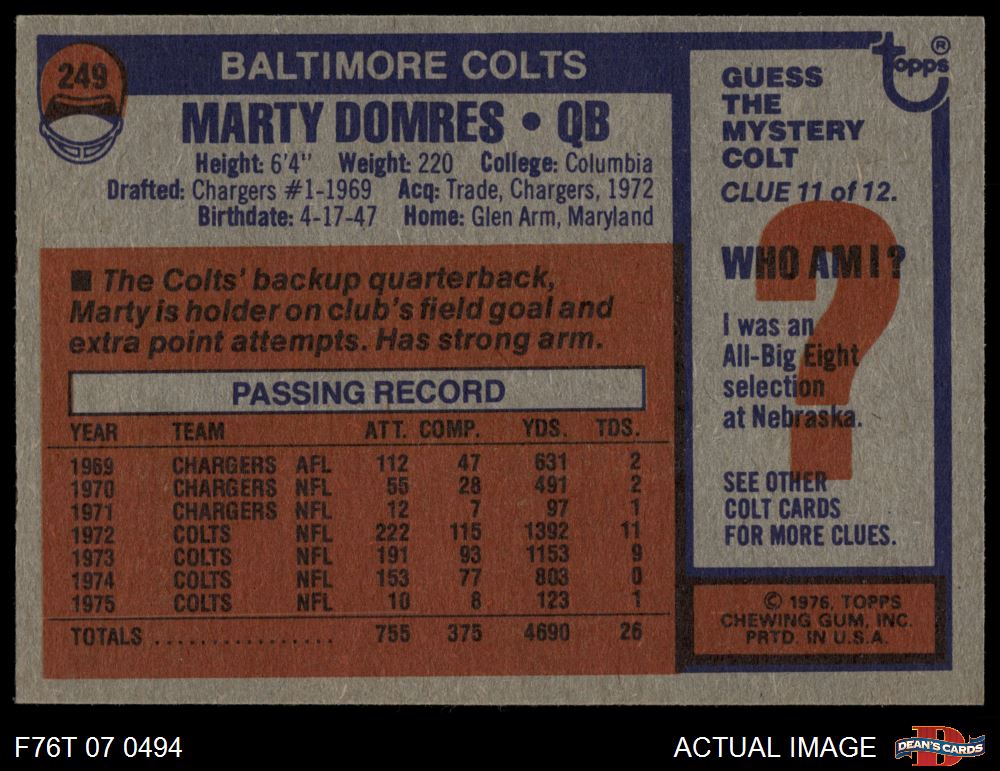 249
BALTIMORE COLTS
MARTY DOMRES • QB
Height: 6'4" Weight: 220 College: Columbia
Drafted: Chargers #1-1969 Acq: Trade, Chargers, 1972
Birthdate: 4-17-47 Home: Glen Arm, Maryland
■ The Colts' backup quarterback,
Marty is holder on club's field goal and
extra point attempts. Has strong arm.
PASSING RECORD
YEAR TEAM ATT. COMP. YDS. TDS.
1969 CHARGERS AFL 112 47 631 2
1970 CHARGERS NFL 55 28 491 2
1971 CHARGERS NFL 12 7 97 1
1972 COLTS NFL 222 115 1392 11
1973 COLTS NFL 191 93 1153 9
1974 COLTS NFL 153 77 803 0
1975 COLTS NFL 10 8 123 1
TOTALS ................ 755 375 4690 26
topps ®
GUESS
THE
MYSTERY
COLT
CLUE 11 of 12.
?
WHO AM I?
I was an
All-Big Eight
selection
at Nebraska.
SEE OTHER
COLT CARDS
FOR MORE CLUES.
© 1976, TOPPS
CHEWING GUM, INC.
PRTD. IN U.S.A.
F76T 07 0494
ACTUAL IMAGE
D
DEAN'S CARDS